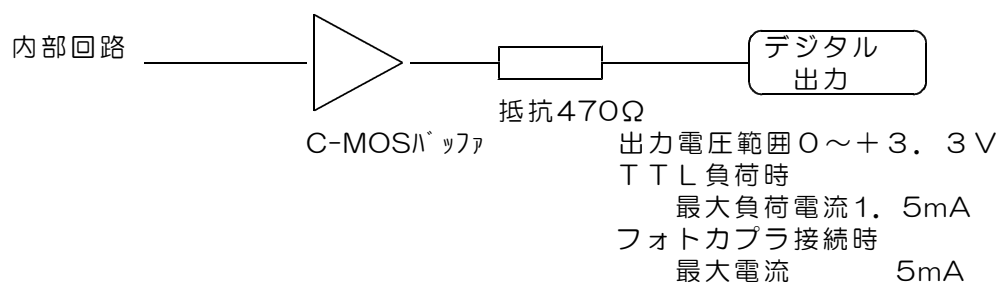 内部回路
デジタル
出力
抵抗470Ω
C-MOSﾊﾞｯﾌｧ
出力電圧範囲０～＋３．３Ｖ
ＴＴＬ負荷時
最大負荷電流1．5mA
フォトカプラ接続時
最大電流　　　5mA